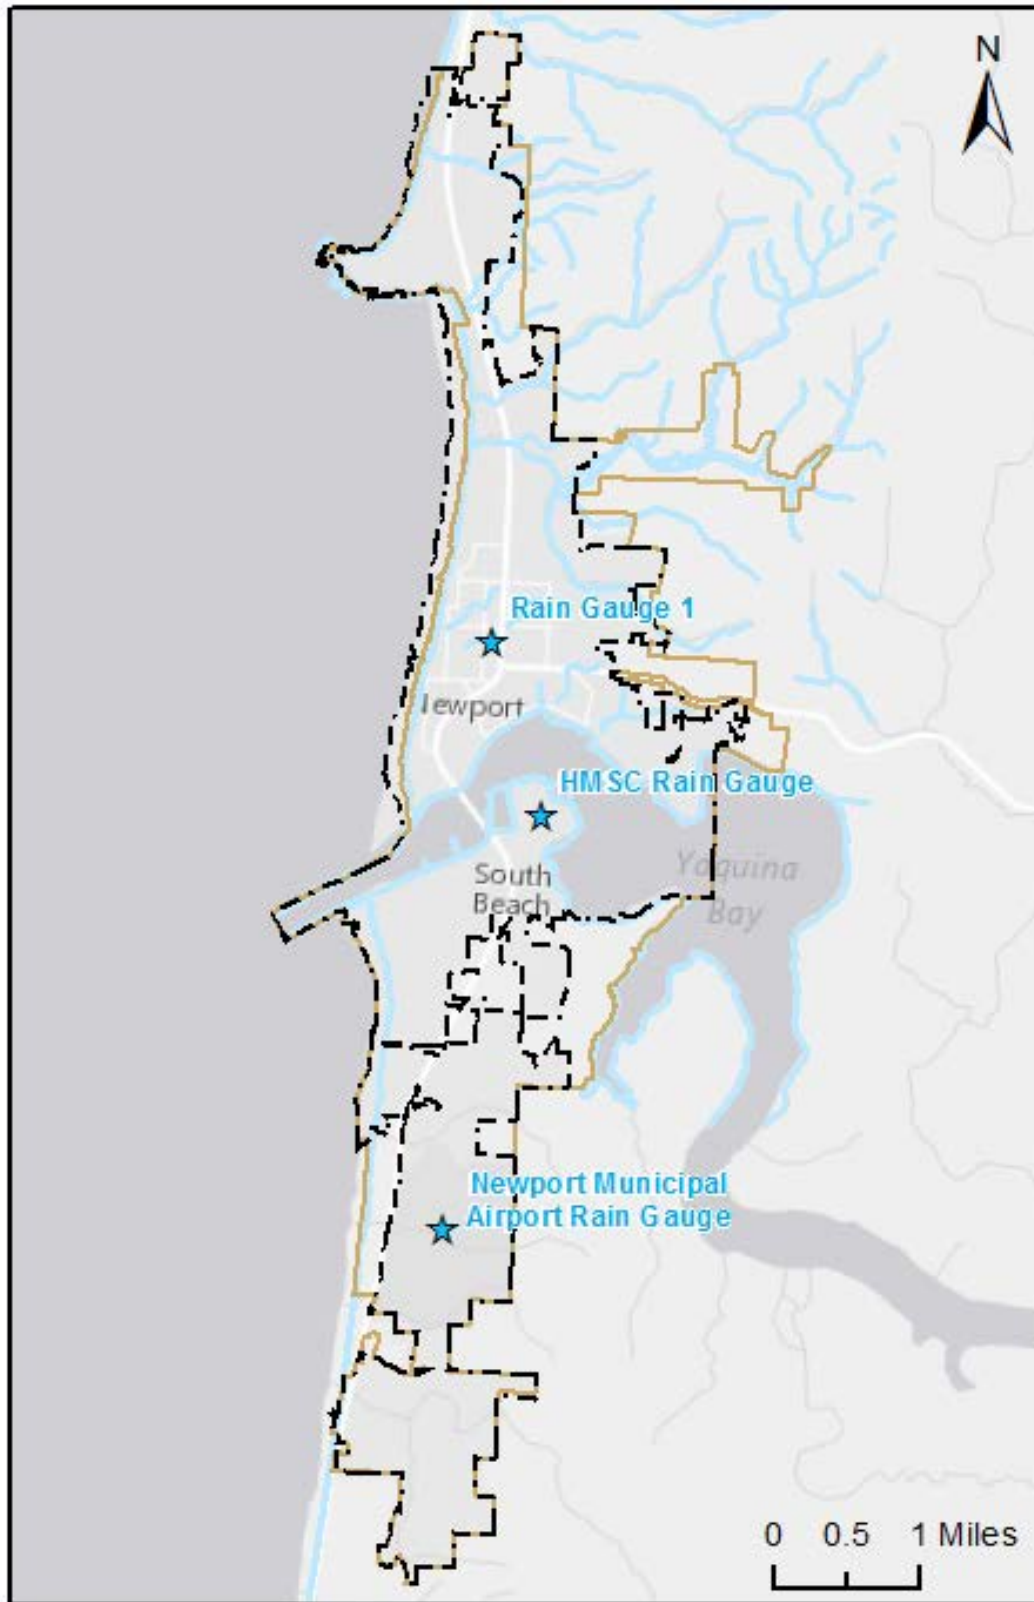 N
Rain Gauge 1
Newport
HMSC Rain Gauge
South
Beach
Yaquina
Bay
Newport Municipal
Airport Rain Gauge
0 0.5 1 Miles